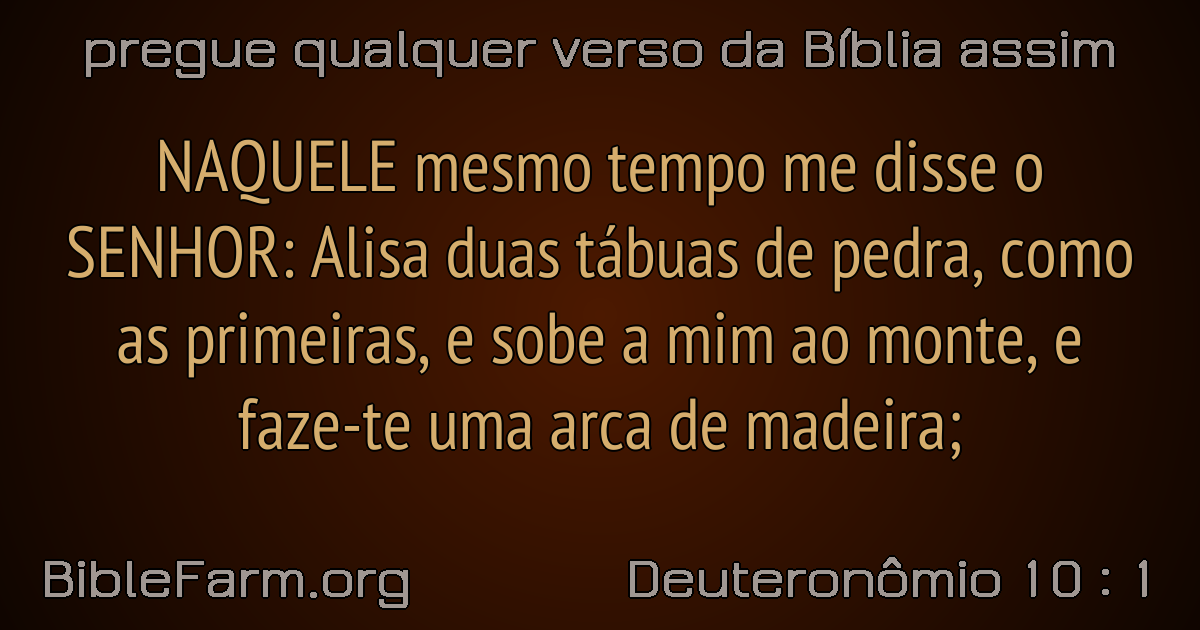 pregue qualquer verso da Bíblia assim
NAQUELE mesmo tempo me disse o
SENHOR: Alisa duas tábuas de pedra, como
as primeiras, e sobe a mim ao monte, e
faze-te uma arca de madeira;
BibleFarm.org
Deuteronômio 10 : 1